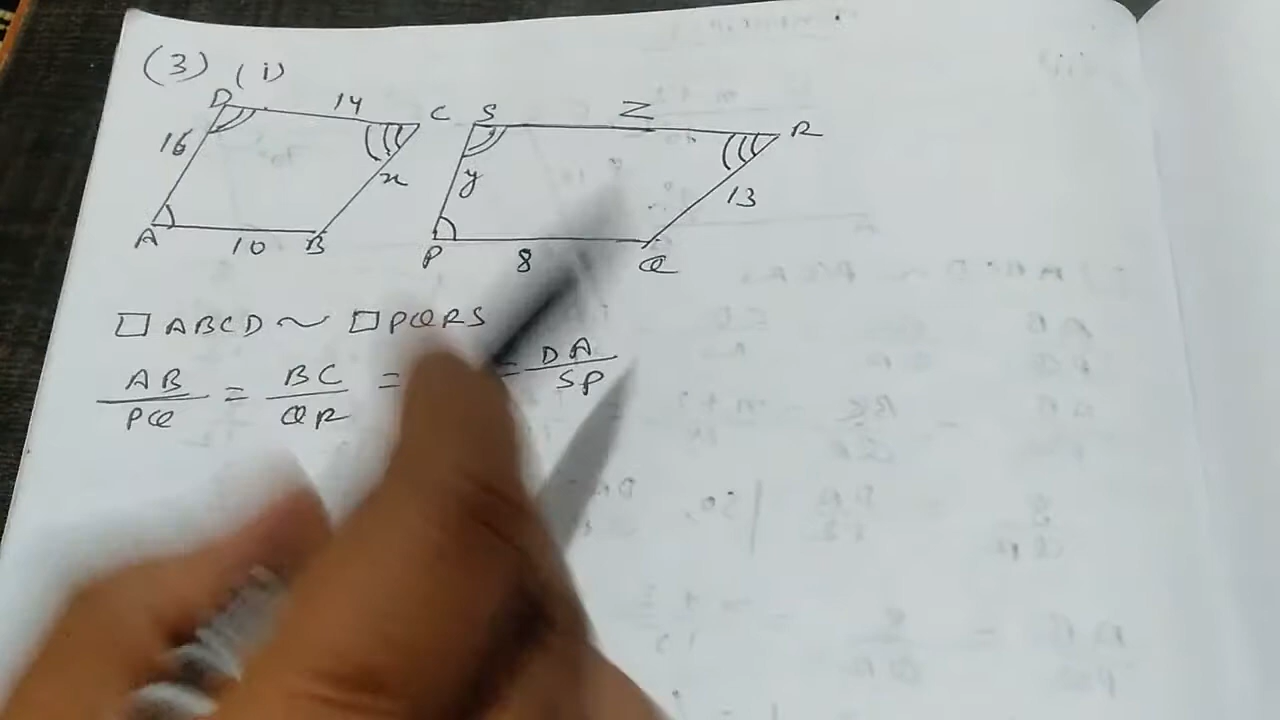 (3) (i)
D 14 C S Z R
16 x y 13
A 10 B P 8 Q
□ ABCD ~ □ PQRS
AB/PQ = BC/QR = = DA/SP